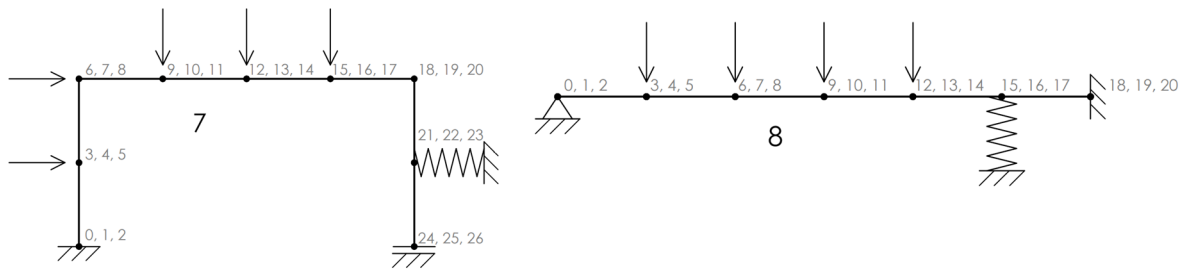 6, 7, 8
9, 10, 11
12, 13, 14
15, 16, 17
18, 19, 20
7
3, 4, 5
21, 22, 23
0, 1, 2
24, 25, 26
0, 1, 2
3, 4, 5
6, 7, 8
9, 10, 11
12, 13, 14
15, 16, 17
18, 19, 20
8